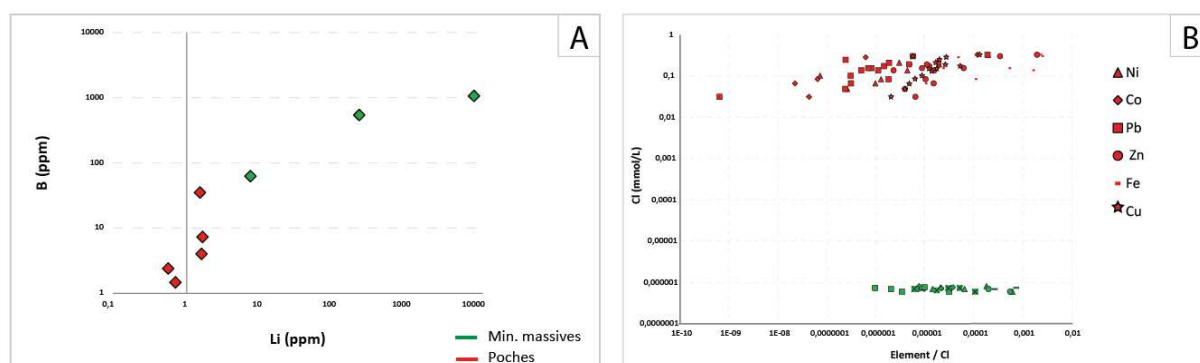 A
10000
1000
100
10
1
B (ppm)
0,1 1 10 100 1000 10000
Li (ppm)
Min. massives
Poches
B
1
0,1
0,01
0,001
0,0001
0,00001
0,000001
0,0000001
Cl (mmol/L)
1E-10 1E-09 1E-08 0,0000001 0,000001 0,00001 0,0001 0,001 0,01
Element / Cl
Ni
Co
Pb
Zn
Fe
Cu